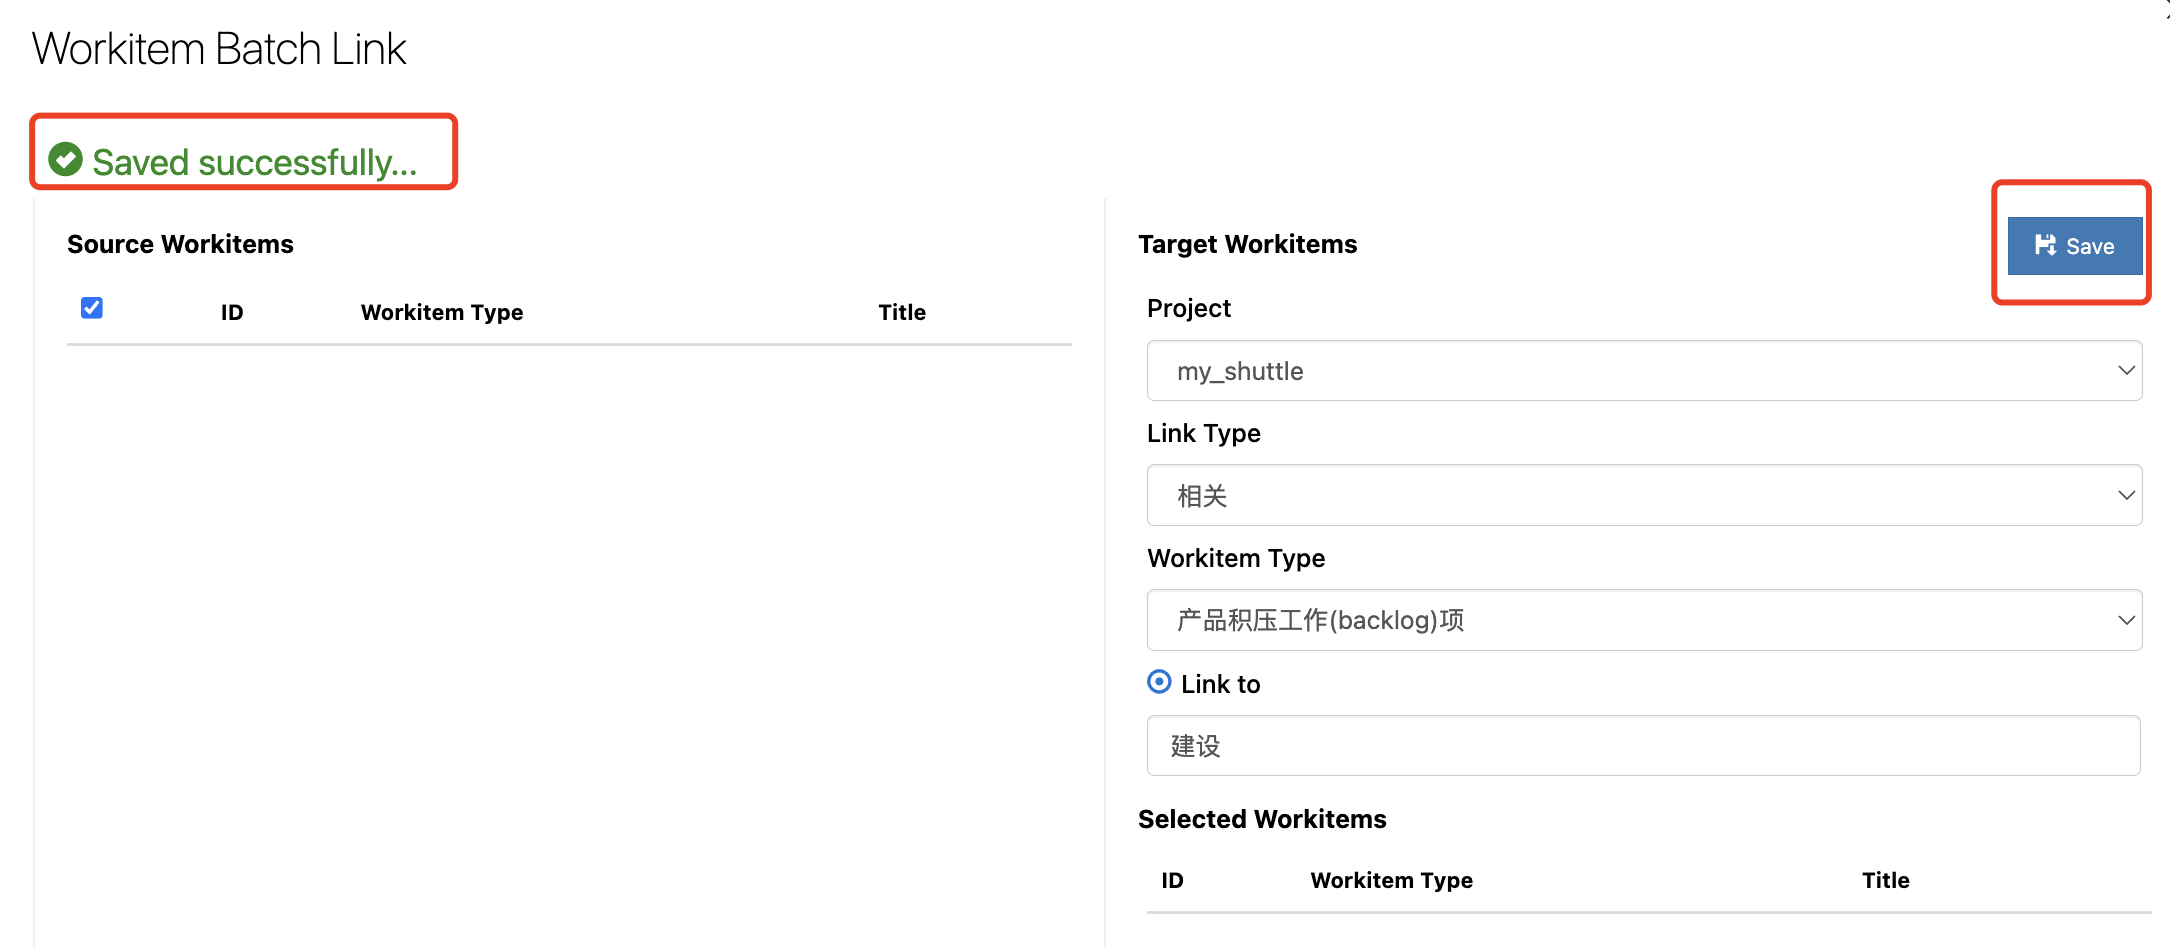 Workitem Batch Link
Saved successfully...
Source Workitems
ID Workitem Type Title
Target Workitems
Save
Project
my_shuttle
Link Type
相关
Workitem Type
产品积压工作(backlog)项
Link to
建设
Selected Workitems
ID Workitem Type Title